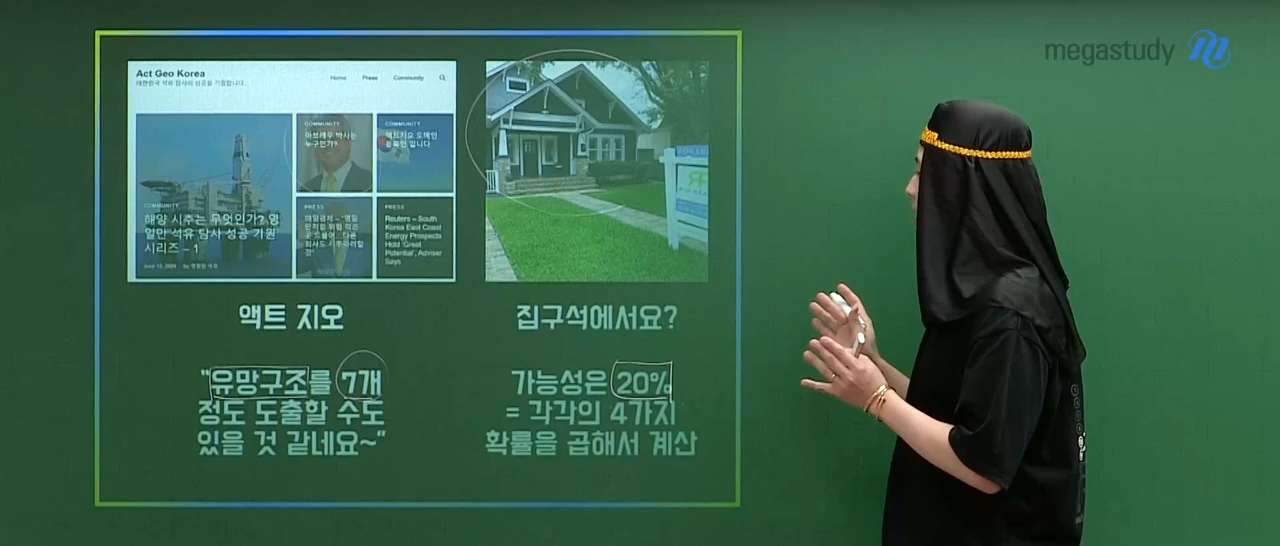 megastudy
Act Geo Korea
대한민국 석유 탐사의 성공을 기원합니다.
Home Press Community
COMMUNITY
해양 시추는 무엇인가? 영
일만 석유 탐사 성공 기원
시리즈 – 1
June 12, 2024
COMMUNITY
아브레우 박사는
누구인가?
COMMUNITY
액트지오 도메인
등록인 입니다
PRESS
PRESS
Reuters – South
Korea East Coast
Energy Prospects
Hold 'Great
Potential', Adviser
Says
액트 지오
"유망구조를 7개
정도 도출할 수도
있을 것 같네요~"
집구석에서요?
가능성은 20%
= 각각의 4가지
확률을 곱해서 계산